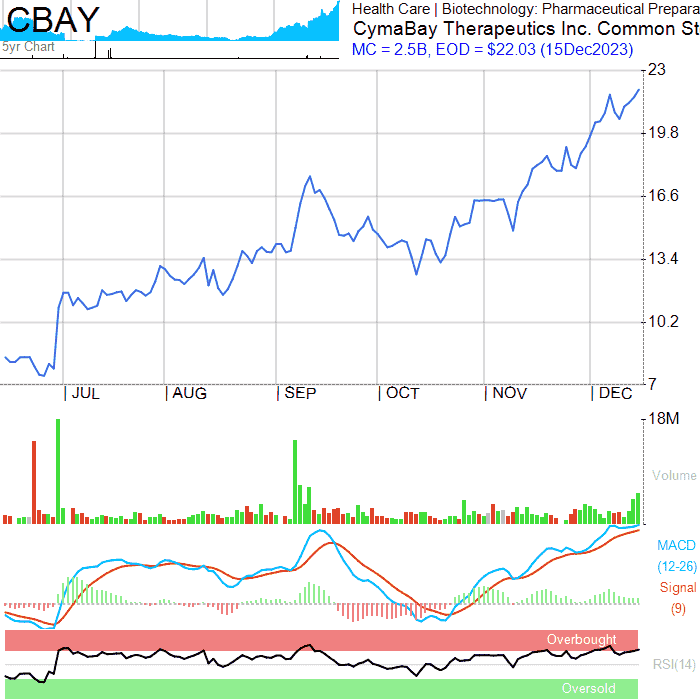 CBAY
5yr Chart
Health Care | Biotechnology: Pharmaceutical Prepara
CymaBay Therapeutics Inc. Common St
MC = 2.5B, EOD = $22.03 (15Dec2023)
23
19.8
16.6
13.4
10.2
7
| JUL | AUG | SEP | OCT | NOV | DEC
18M
Volume
MACD
(12-26)
Signal
(9)
Overbought
RSI(14)
Oversold